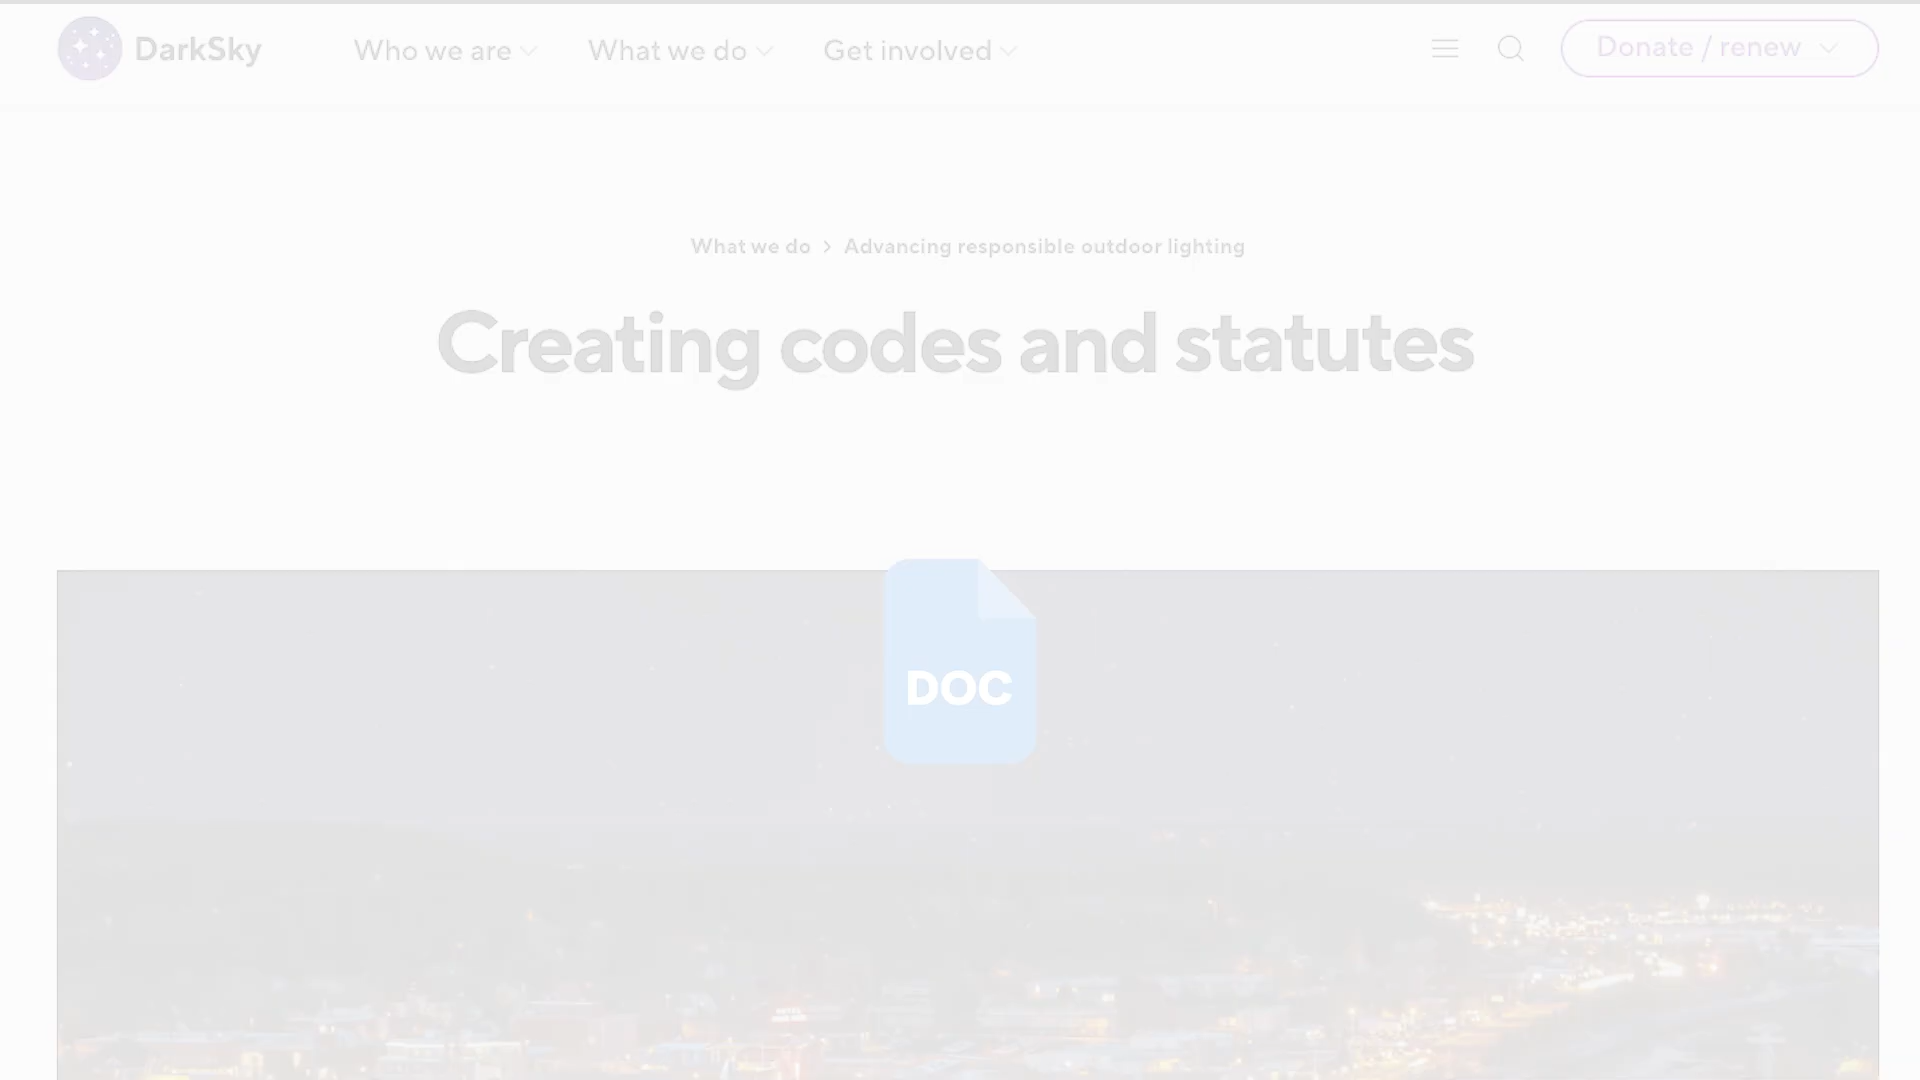 DarkSky
Who we are
What we do
Get involved
Donate / renew
What we do > Advancing responsible outdoor lighting
Creating codes and statutes
DOC